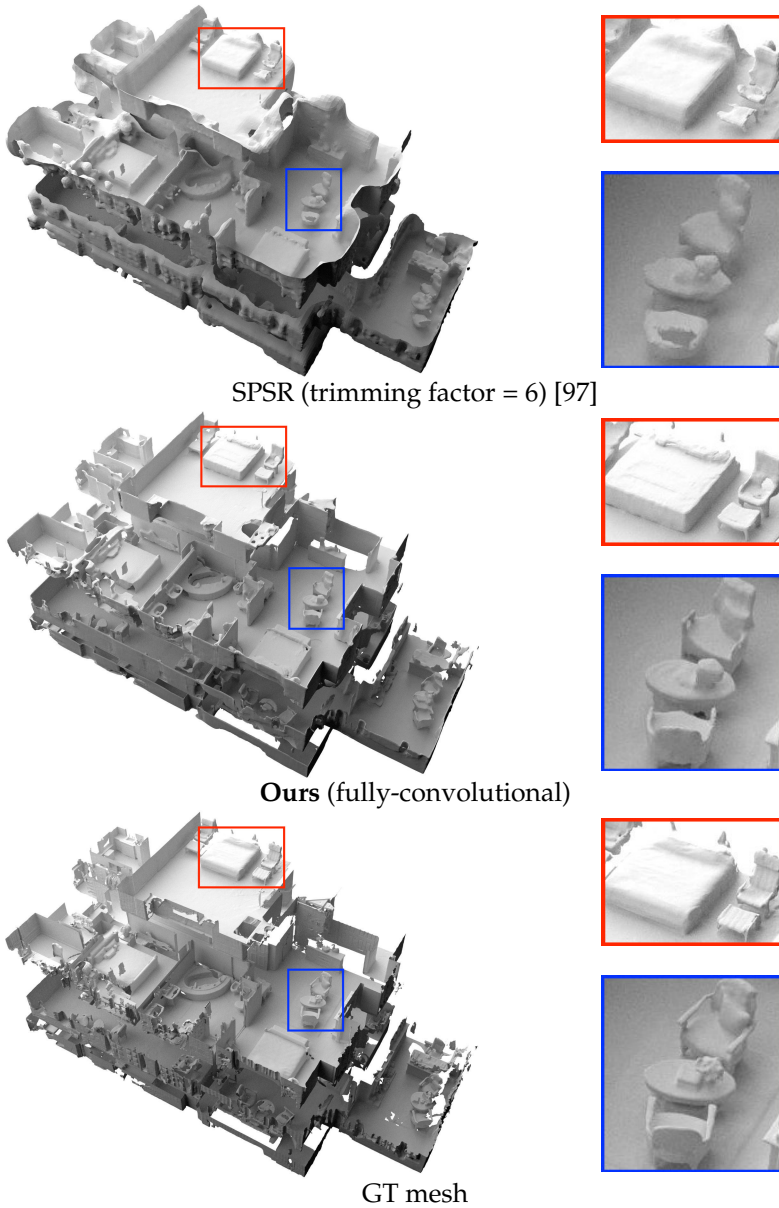 SPSR (trimming factor = 6) [97]
Ours (fully-convolutional)
GT mesh